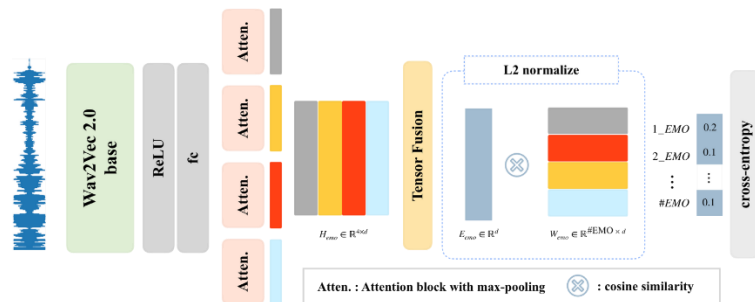 Wav2Vec 2.0
base
ReLU
fc
Atten.
Atten.
Atten.
Atten.
H_emo ∈ ℝ^4×d
Tensor Fusion
L2 normalize
E_emo ∈ ℝ^d
W_emo ∈ ℝ^#EMO × d
1_EMO 0.2
2_EMO 0.1
⋮ ⋮
#EMO 0.1
cross-entropy
Atten. : Attention block with max-pooling : cosine similarity